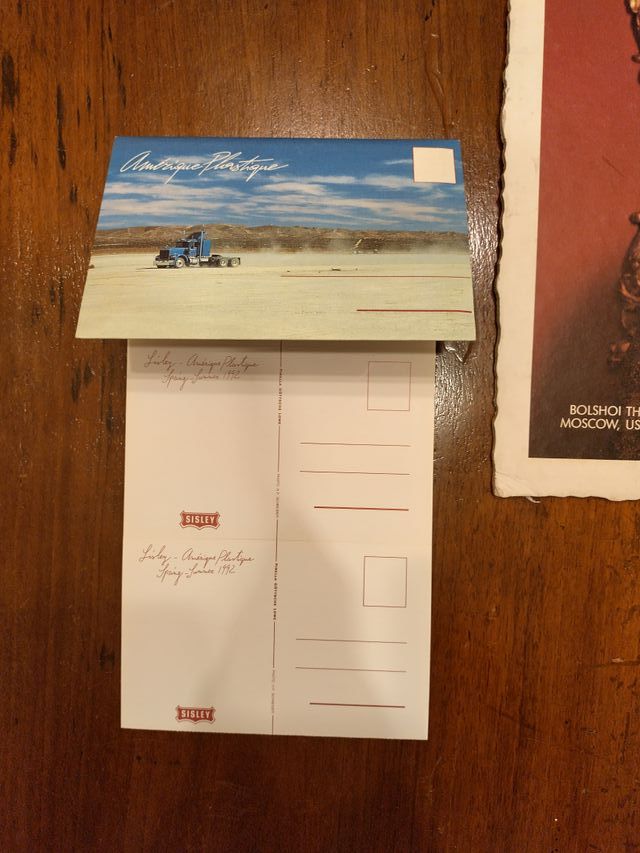 Amérique Plastique
Sisley - Amérique Plastique
Spring-Summer 1992
SISLEY
Sisley - Amérique Plastique
Spring-Summer 1992
SISLEY
BOLSHOI TH
MOSCOW, US